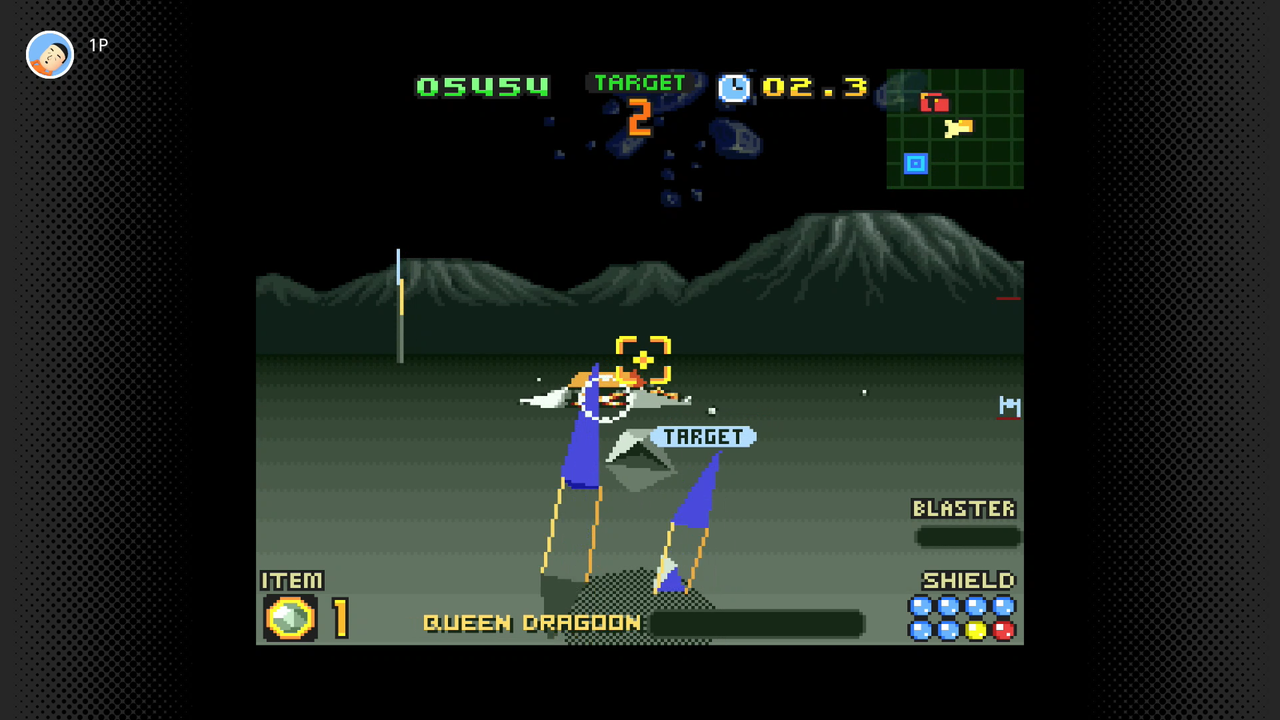 1P
05454
TARGET
2
02.3
TARGET
BLASTER
ITEM
1
SHIELD
QUEEN DRAGOON